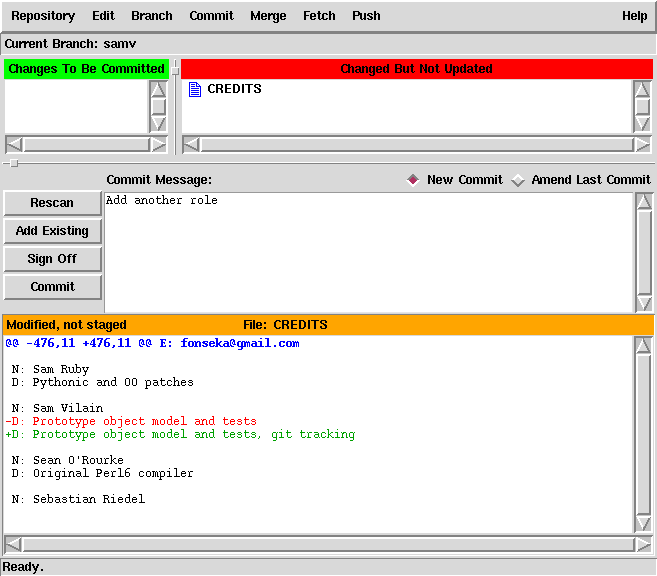 Repository Edit Branch Commit Merge Fetch Push Help
Current Branch: samv
Changes To Be Committed
Changed But Not Updated
CREDITS
Commit Message:
New Commit
Amend Last Commit
Rescan
Add Existing
Sign Off
Commit
Add another role
Modified, not staged File: CREDITS
@@ -476,11 +476,11 @@ E: fonseka@gmail.com
N: Sam Ruby
D: Pythonic and OO patches
N: Sam Vilain
-D: Prototype object model and tests
+D: Prototype object model and tests, git tracking
N: Sean O'Rourke
D: Original Perl6 compiler
N: Sebastian Riedel
Ready.